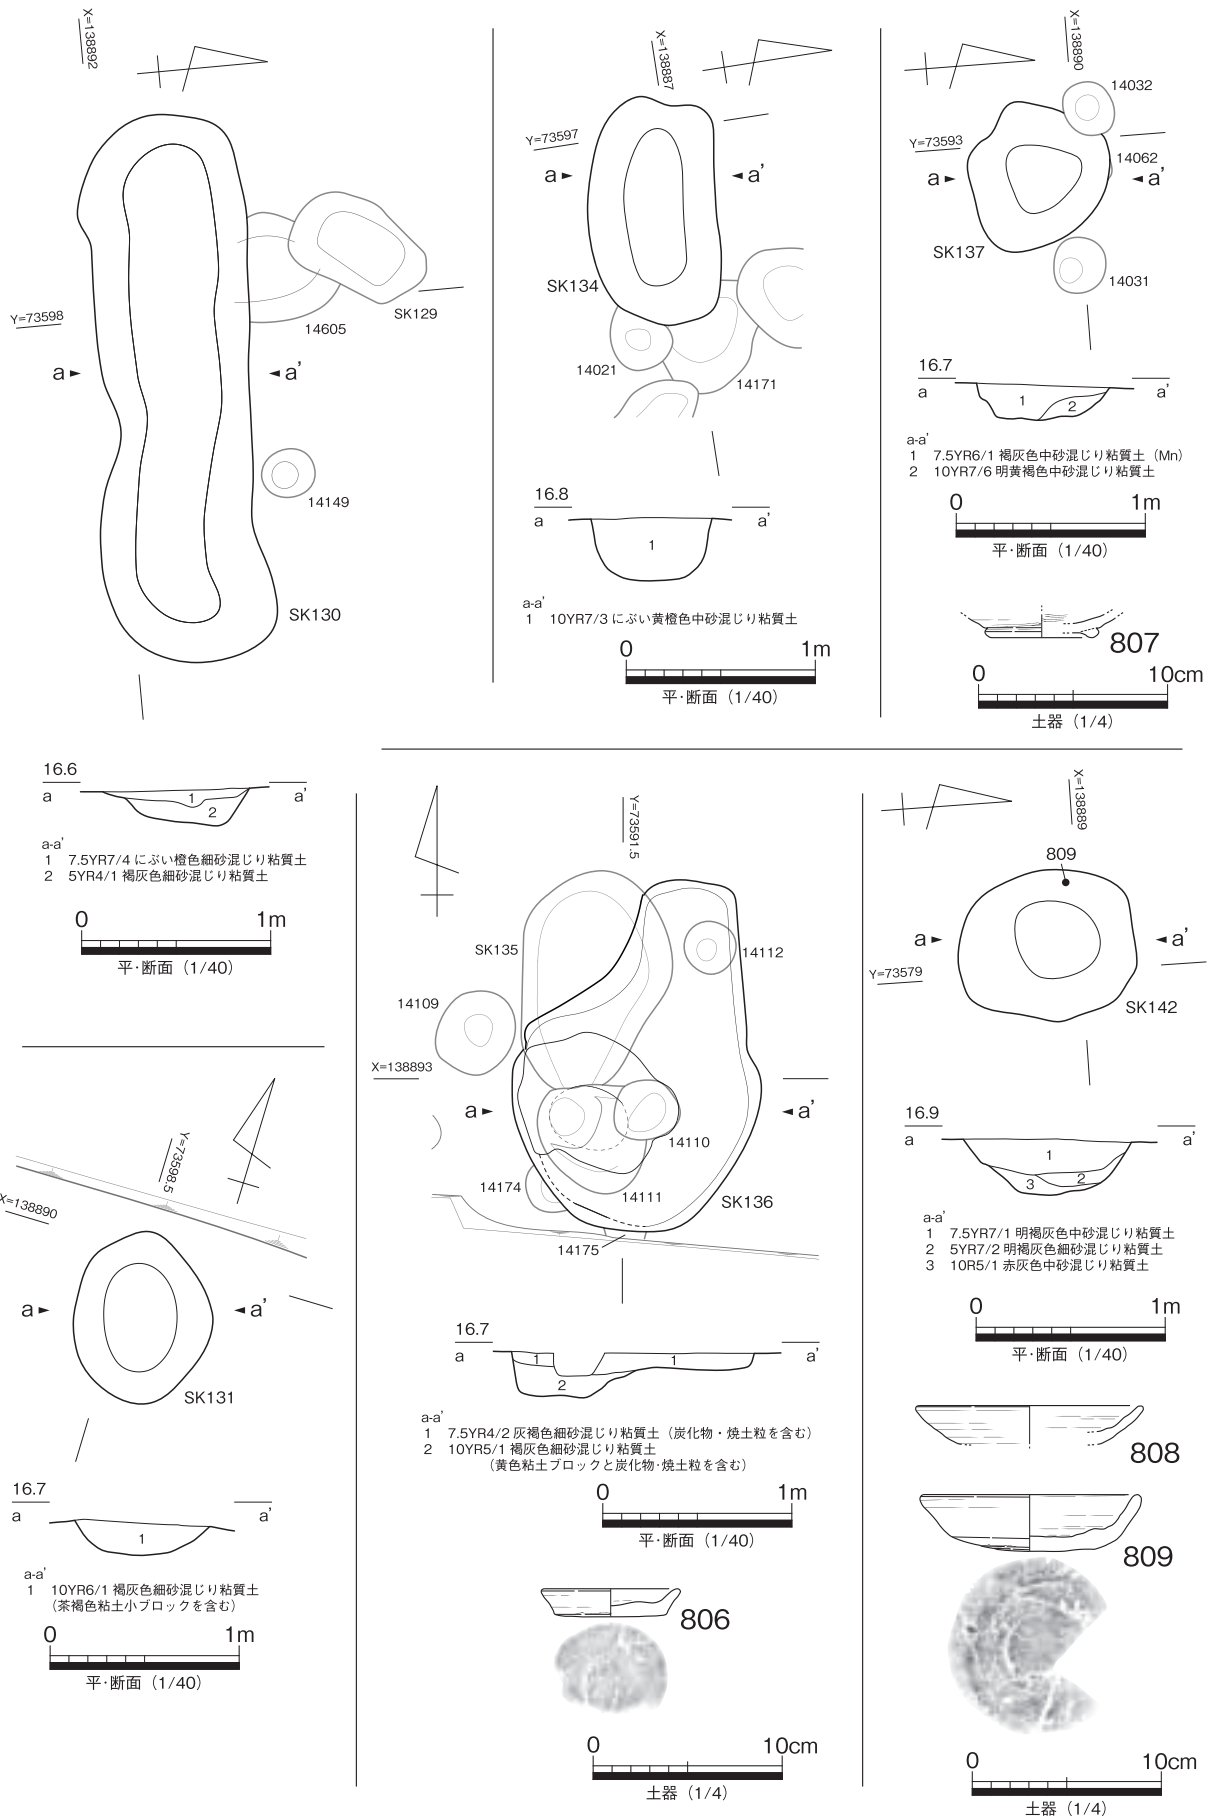 X=138892
Y=73598
a
a'
14605
SK129
14149
SK130
16.6
a
a'
a-a'
1 7.5YR7/4 にぶい橙色細砂混じり粘質土
2 5YR4/1 褐灰色細砂混じり粘質土
1
2
0 1m
平・断面（1/40）
X=138887
Y=73597
a
a'
SK134
14021
14171
16.8
a
a'
1
a-a'
1 10YR7/3 にぶい黄橙色中砂混じり粘質土
0 1m
平・断面（1/40）
X=138890
14032
Y=73593
14062
a
a'
SK137
14031
16.7
a
a'
1
2
a-a'
1 7.5YR6/1 褐灰色中砂混じり粘質土（Mn）
2 10YR7/6 明黄褐色中砂混じり粘質土
0 1m
平・断面（1/40）
807
0 10cm
土器（1/4）
Y=73598.5
X=138890
a
a'
SK131
16.7
a
a'
1
a-a'
1 10YR6/1 褐灰色細砂混じり粘質土
（茶褐色粘土小ブロックを含む）
0 1m
平・断面（1/40）
Y=73591.5
SK135
14112
14109
X=138893
a
a'
14110
14174
14111
SK136
14175
16.7
a
a'
1
1
2
a-a'
1 7.5YR4/2 灰褐色細砂混じり粘質土（炭化物・焼土粒を含む）
2 10YR5/1 褐灰色細砂混じり粘質土
（黄色粘土ブロックと炭化物・焼土粒を含む）
0 1m
平・断面（1/40）
806
0 10cm
土器（1/4）
X=138889
809
a
a'
Y=73579
SK142
16.9
a
a'
1
2
3
a-a'
1 7.5YR7/1 明褐灰色中砂混じり粘質土
2 5YR7/2 明褐灰色細砂混じり粘質土
3 10R5/1 赤灰色中砂混じり粘質土
0 1m
平・断面（1/40）
808
809
0 10cm
土器（1/4）